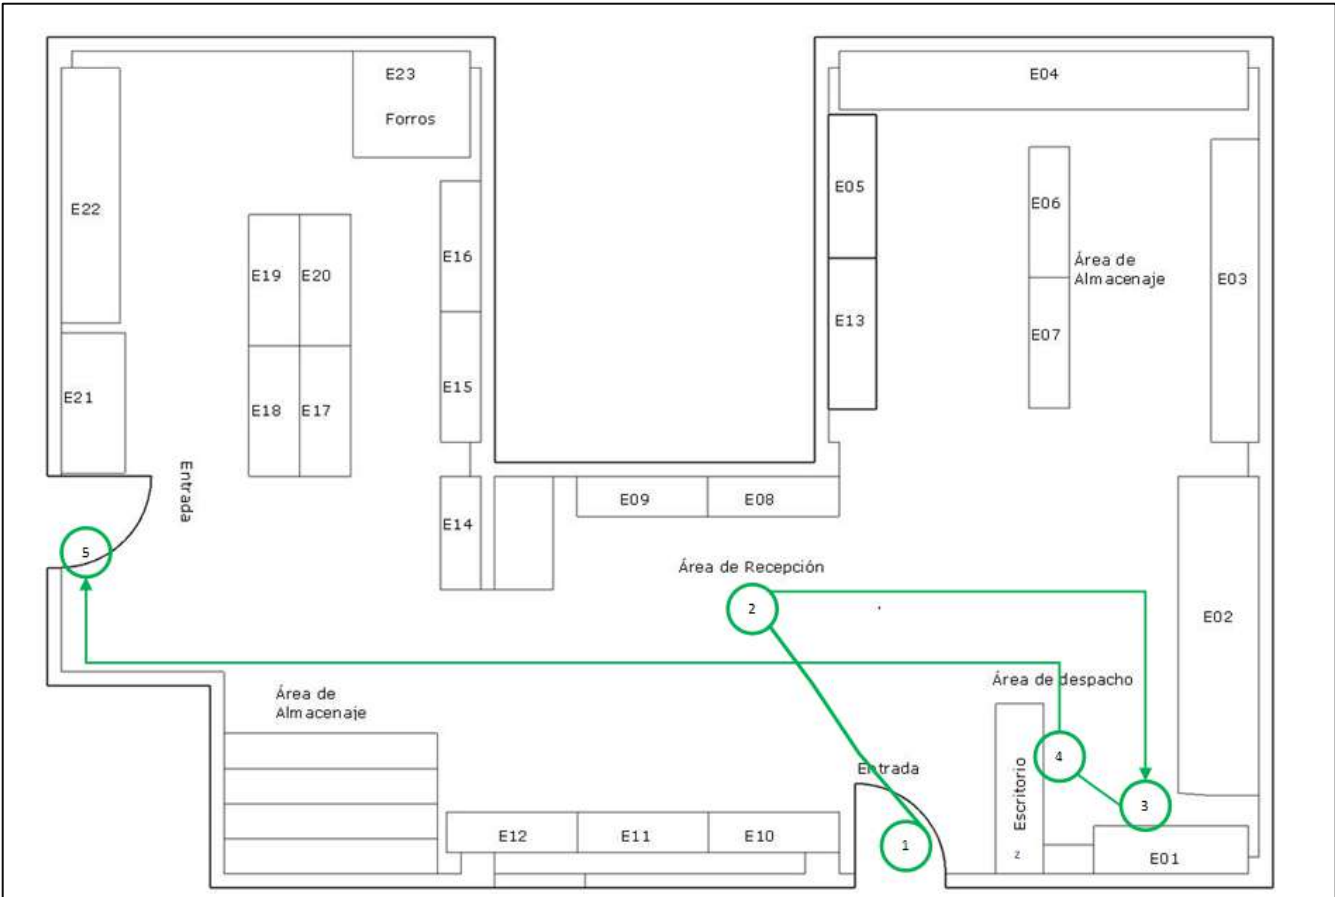 E23
Forros
E04
E05
E06
E22
E16
E19
E20
Área de
Almacenaje
E03
E13
E07
E15
E21
E18
E17
Entrada
E09
E08
E14
5
Área de Recepción
2
E02
Área de despacho
Área de
Almacenaje
4
Entrada
Escritorio
3
E12
E11
E10
1
z
E01